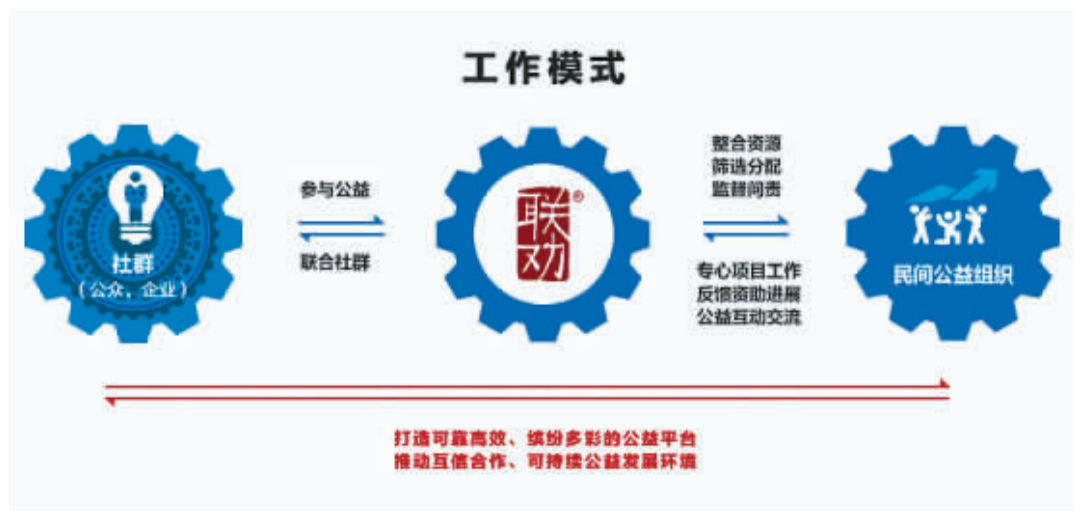 工作模式
参与公益
联合社群
社群
（公众，企业）
联劝®
整合资源
筛选分配
监督问责
专心项目工作
反馈资助进展
公益互动交流
民间公益组织
打造可靠高效、缤纷多彩的公益平台
推动互信合作、可持续公益发展环境